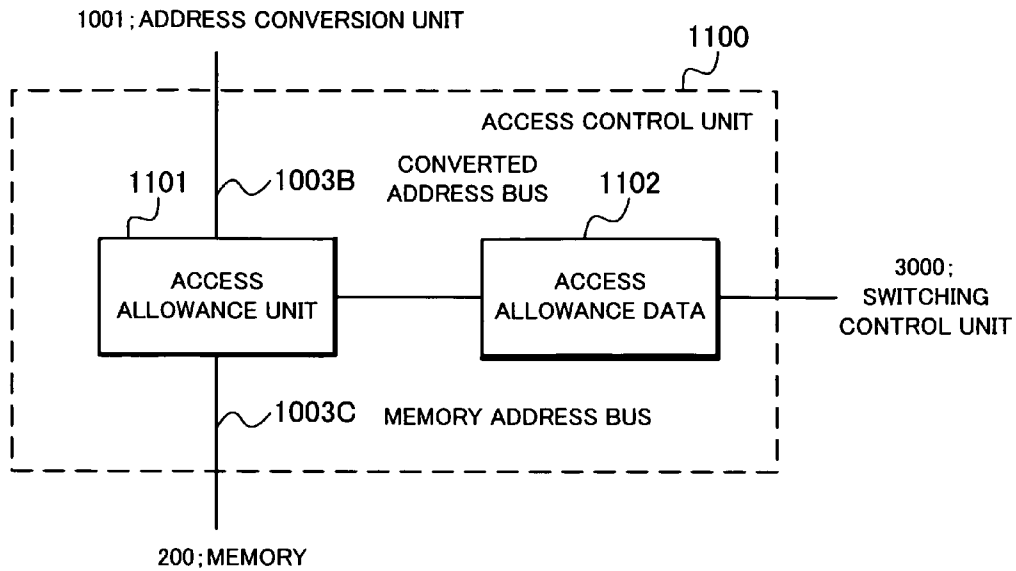 1001;ADDRESS CONVERSION UNIT
1100
ACCESS CONTROL UNIT
1101
1003B
CONVERTED
ADDRESS BUS
1102
ACCESS
ALLOWANCE UNIT
ACCESS
ALLOWANCE DATA
3000;
SWITCHING
CONTROL UNIT
1003C
MEMORY ADDRESS BUS
200;MEMORY